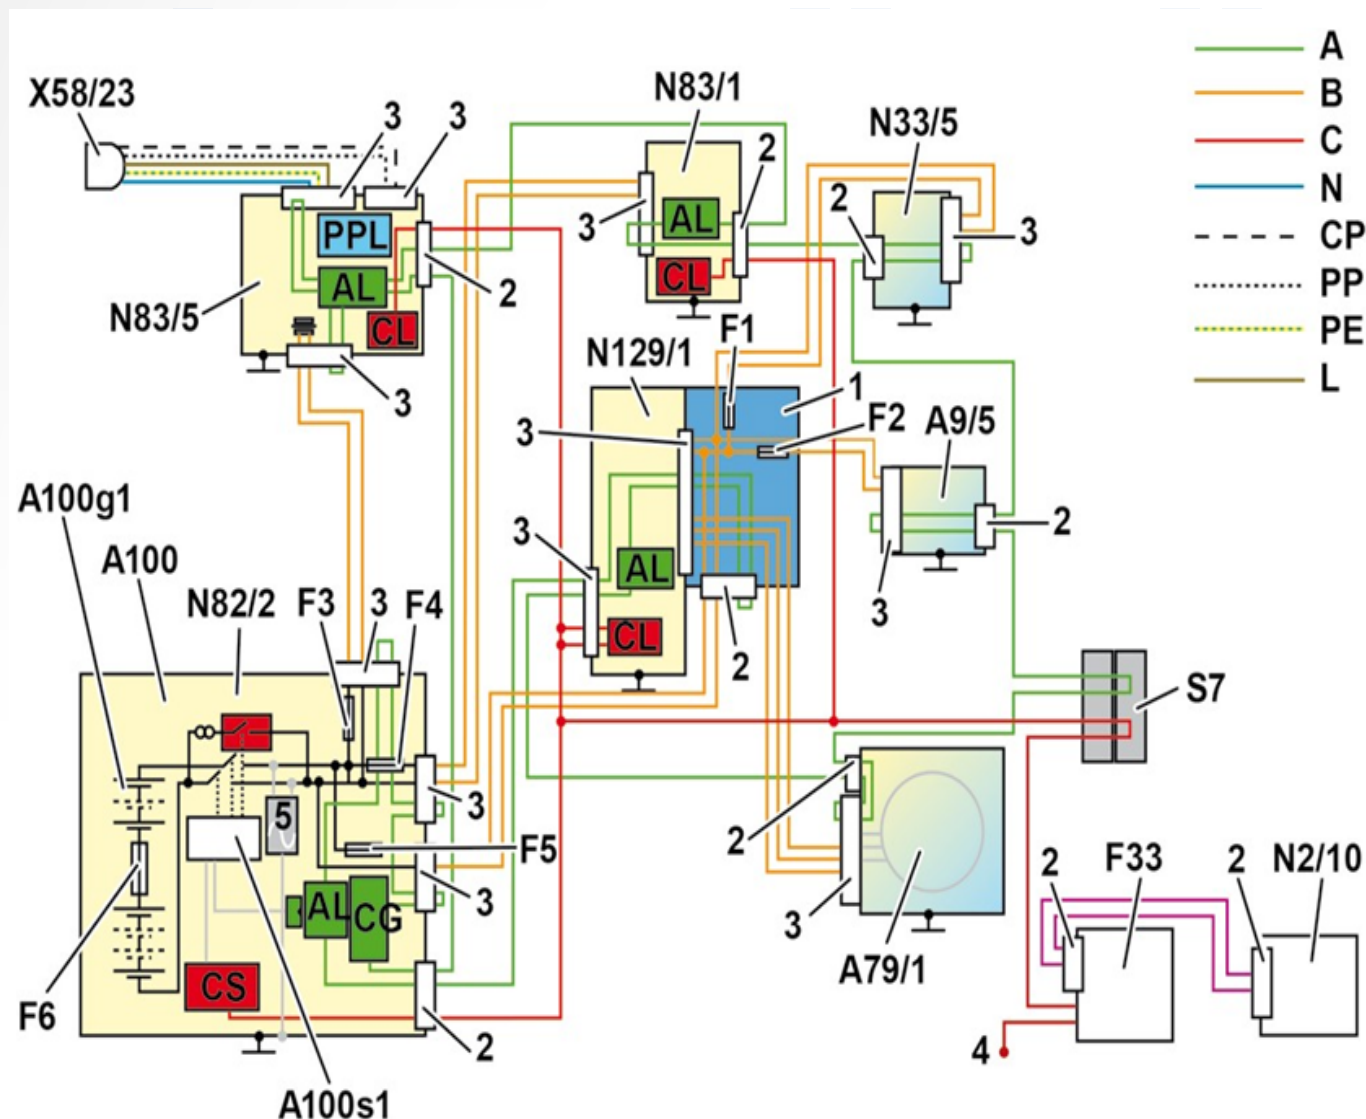 A
B
C
N
CP
PP
PE
L
X58/23
3
3
PPL
AL
CL
2
N83/5
3
N83/1
2
AL
3
CL
N33/5
2
3
F1
N129/1
1
F2
3
A9/5
2
3
3
AL
CL
2
A100g1
A100
N82/2
F3
3
F4
3
5
F5
3
AL
CG
CS
2
F6
A100s1
S7
2
3
A79/1
2
F33
2
N2/10
4